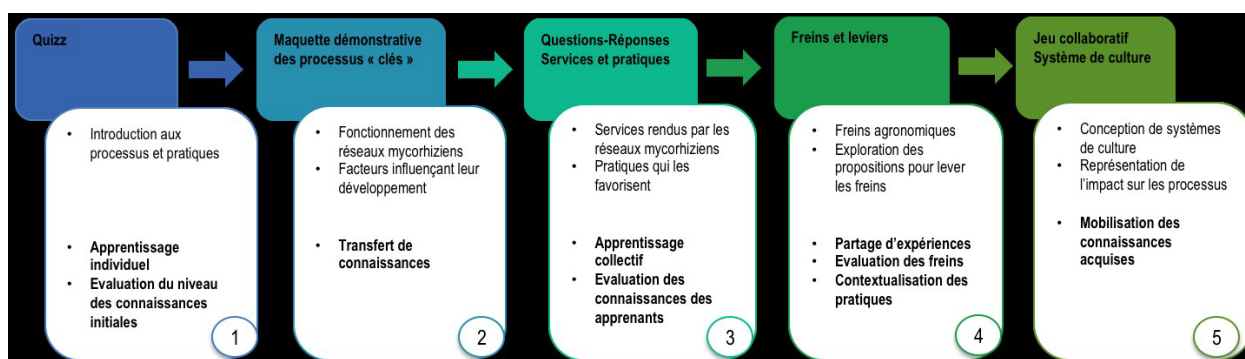 Quizz
• Introduction aux
processus et pratiques
• Apprentissage
individuel
• Evaluation du niveau
des connaissances
initiales
1
Maquette démonstrative
des processus « clés »
• Fonctionnement des
réseaux mycorhiziens
• Facteurs influençant leur
développement
• Transfert de
connaissances
2
Questions-Réponses
Services et pratiques
• Services rendus par les
réseaux mycorhiziens
• Pratiques qui les
favorisent
• Apprentissage
collectif
• Evaluation des
connaissances des
apprenants
3
Freins et leviers
• Freins agronomiques
• Exploration des
propositions pour lever
les freins
• Partage d'expériences
• Evaluation des freins
• Contextualisation des
pratiques
4
Jeu collaboratif
Système de culture
• Conception de systèmes
de culture
• Représentation de
l'impact sur les processus
• Mobilisation des
connaissances
acquises
5